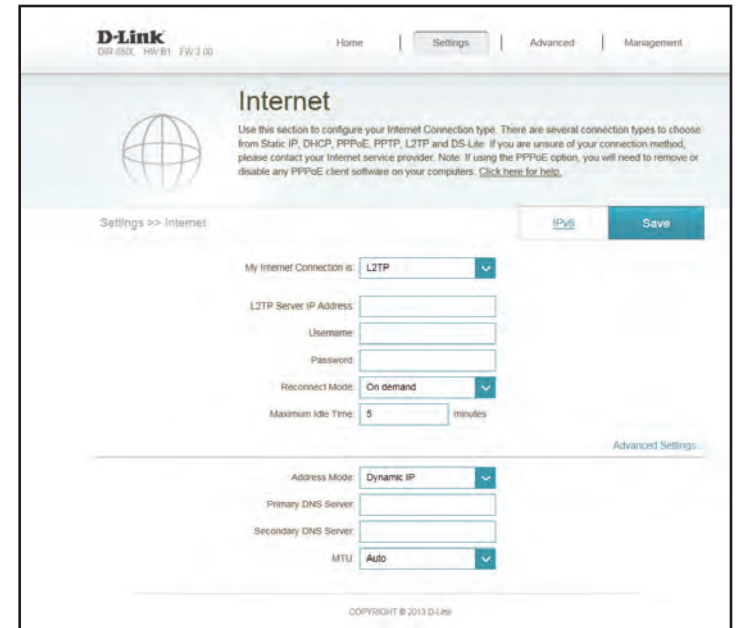 D-Link
DIR-850L HW:B1 FW:2.00
Home | Settings | Advanced | Management
Internet
Use this section to configure your Internet Connection type. There are several connection types to choose
from Static IP, DHCP, PPPoE, PPTP, L2TP and DS-Lite. If you are unsure of your connection method,
please contact your Internet service provider. Note: If using the PPPoE option, you will need to remove or
disable any PPPoE client software on your computers. Click here for help.
Settings >> Internet
IPv6
Save
My Internet Connection is: L2TP
L2TP Server IP Address:
Username:
Password:
Reconnect Mode: On demand
Maximum Idle Time: 5 minutes
Advanced Settings...
Address Mode: Dynamic IP
Primary DNS Server:
Secondary DNS Server:
MTU: Auto
COPYRIGHT © 2013 D-Link